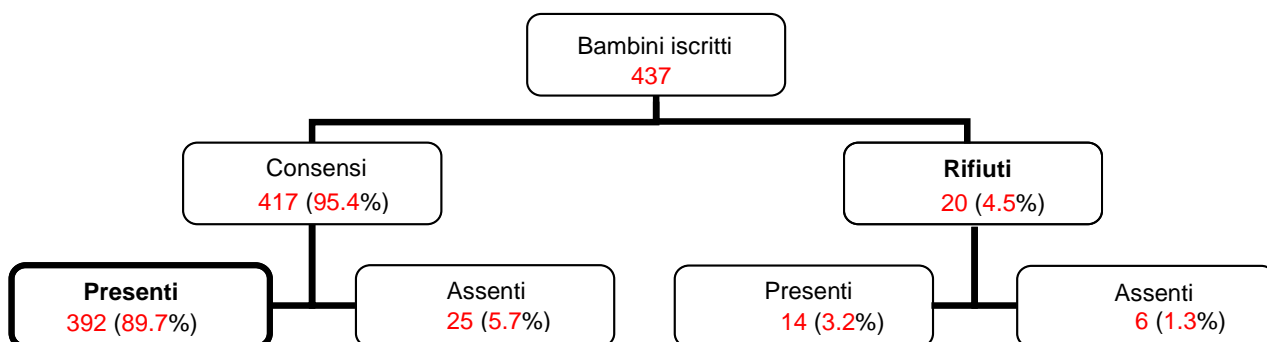 Bambini iscritti
437
Consensi
417 (95.4%)
Rifiuti
20 (4.5%)
Presenti
392 (89.7%)
Assenti
25 (5.7%)
Presenti
14 (3.2%)
Assenti
6 (1.3%)